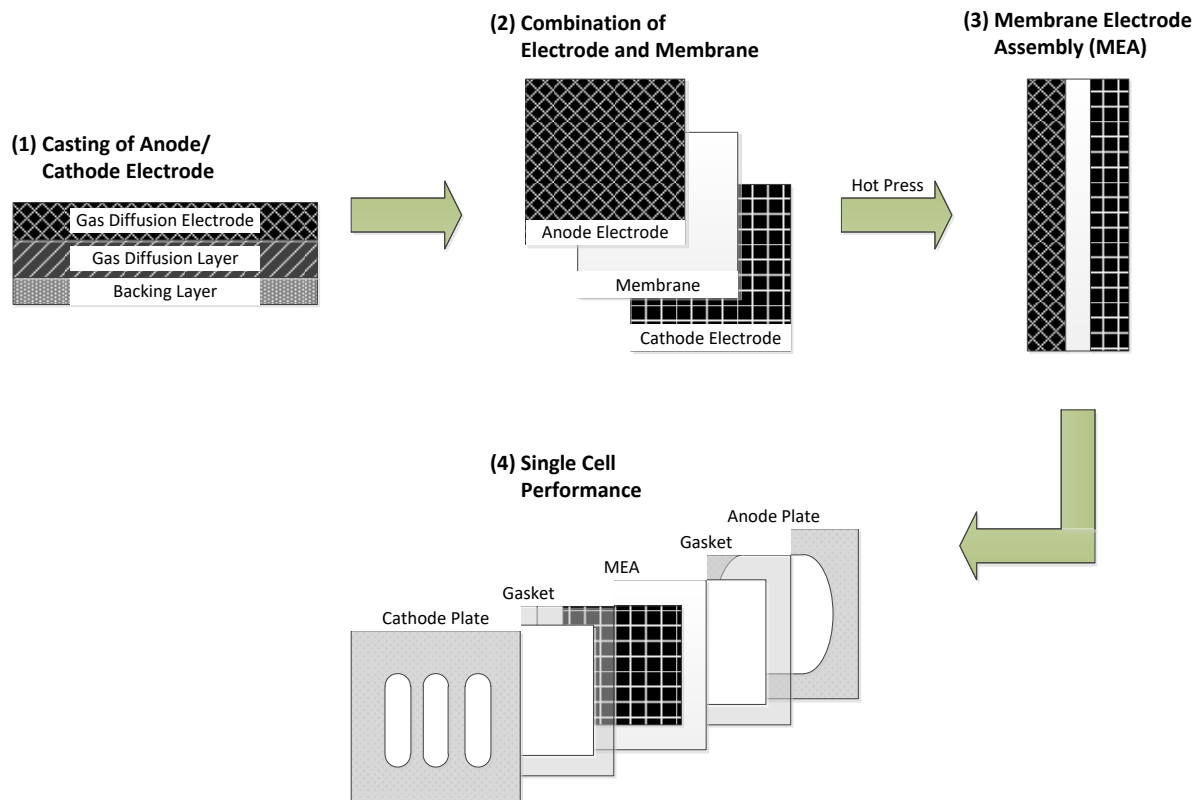 (1) Casting of Anode/
Cathode Electrode
Gas Diffusion Electrode
Gas Diffusion Layer
Backing Layer
(2) Combination of
Electrode and Membrane
Anode Electrode
Membrane
Cathode Electrode
Hot Press
(3) Membrane Electrode
Assembly (MEA)
(4) Single Cell
Performance
Cathode Plate
Gasket
MEA
Gasket
Anode Plate